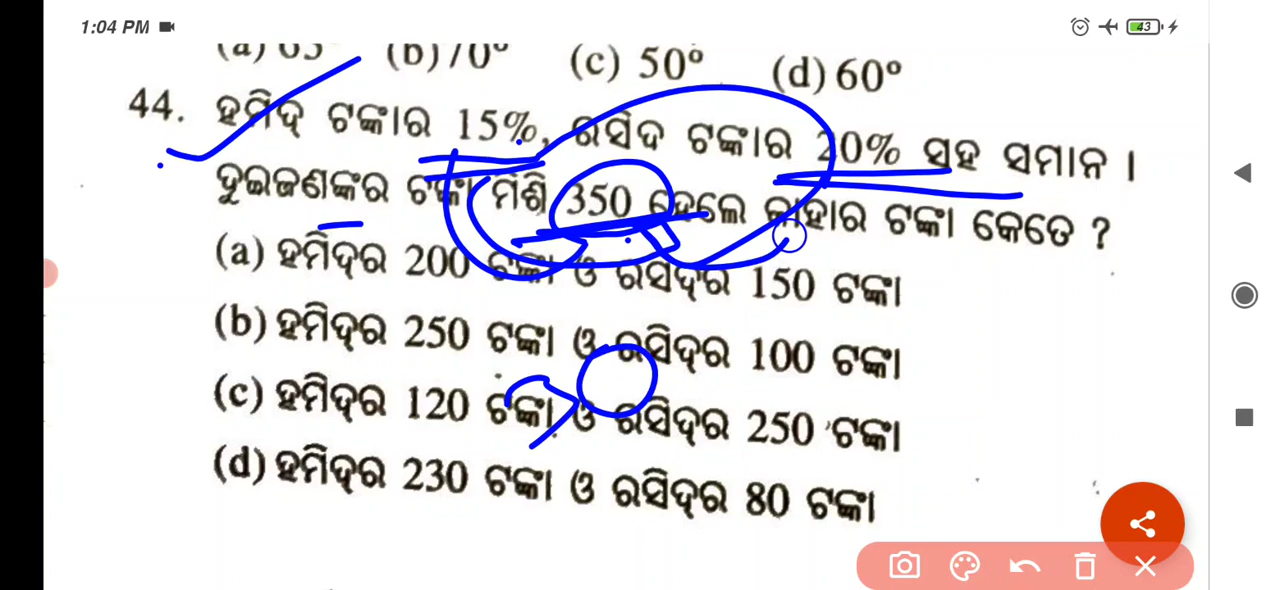 1:04 PM
43
(b) 70° (c) 50° (d) 60°
44. ହମିଦ୍ ଟଙ୍କାର 15%, ରସିଦ ଟଙ୍କାର 20% ସହ ସମାନ ।
ଦୁଇଜଣଙ୍କର ଟଙ୍କା ମିଶି 350 ହେଲେ କାହାର ଟଙ୍କା କେତେ ?
(a) ହମିଦ୍‌ର 200 ଟଙ୍କା ଓ ରସିଦ୍‌ର 150 ଟଙ୍କା
(b) ହମିଦ୍‌ର 250 ଟଙ୍କା ଓ ରସିଦ୍‌ର 100 ଟଙ୍କା
(c) ହମିଦ୍‌ର 120 ଟଙ୍କା ଓ ରସିଦ୍‌ର 250 ଟଙ୍କା
(d) ହମିଦ୍‌ର 230 ଟଙ୍କା ଓ ରସିଦ୍‌ର 80 ଟଙ୍କା